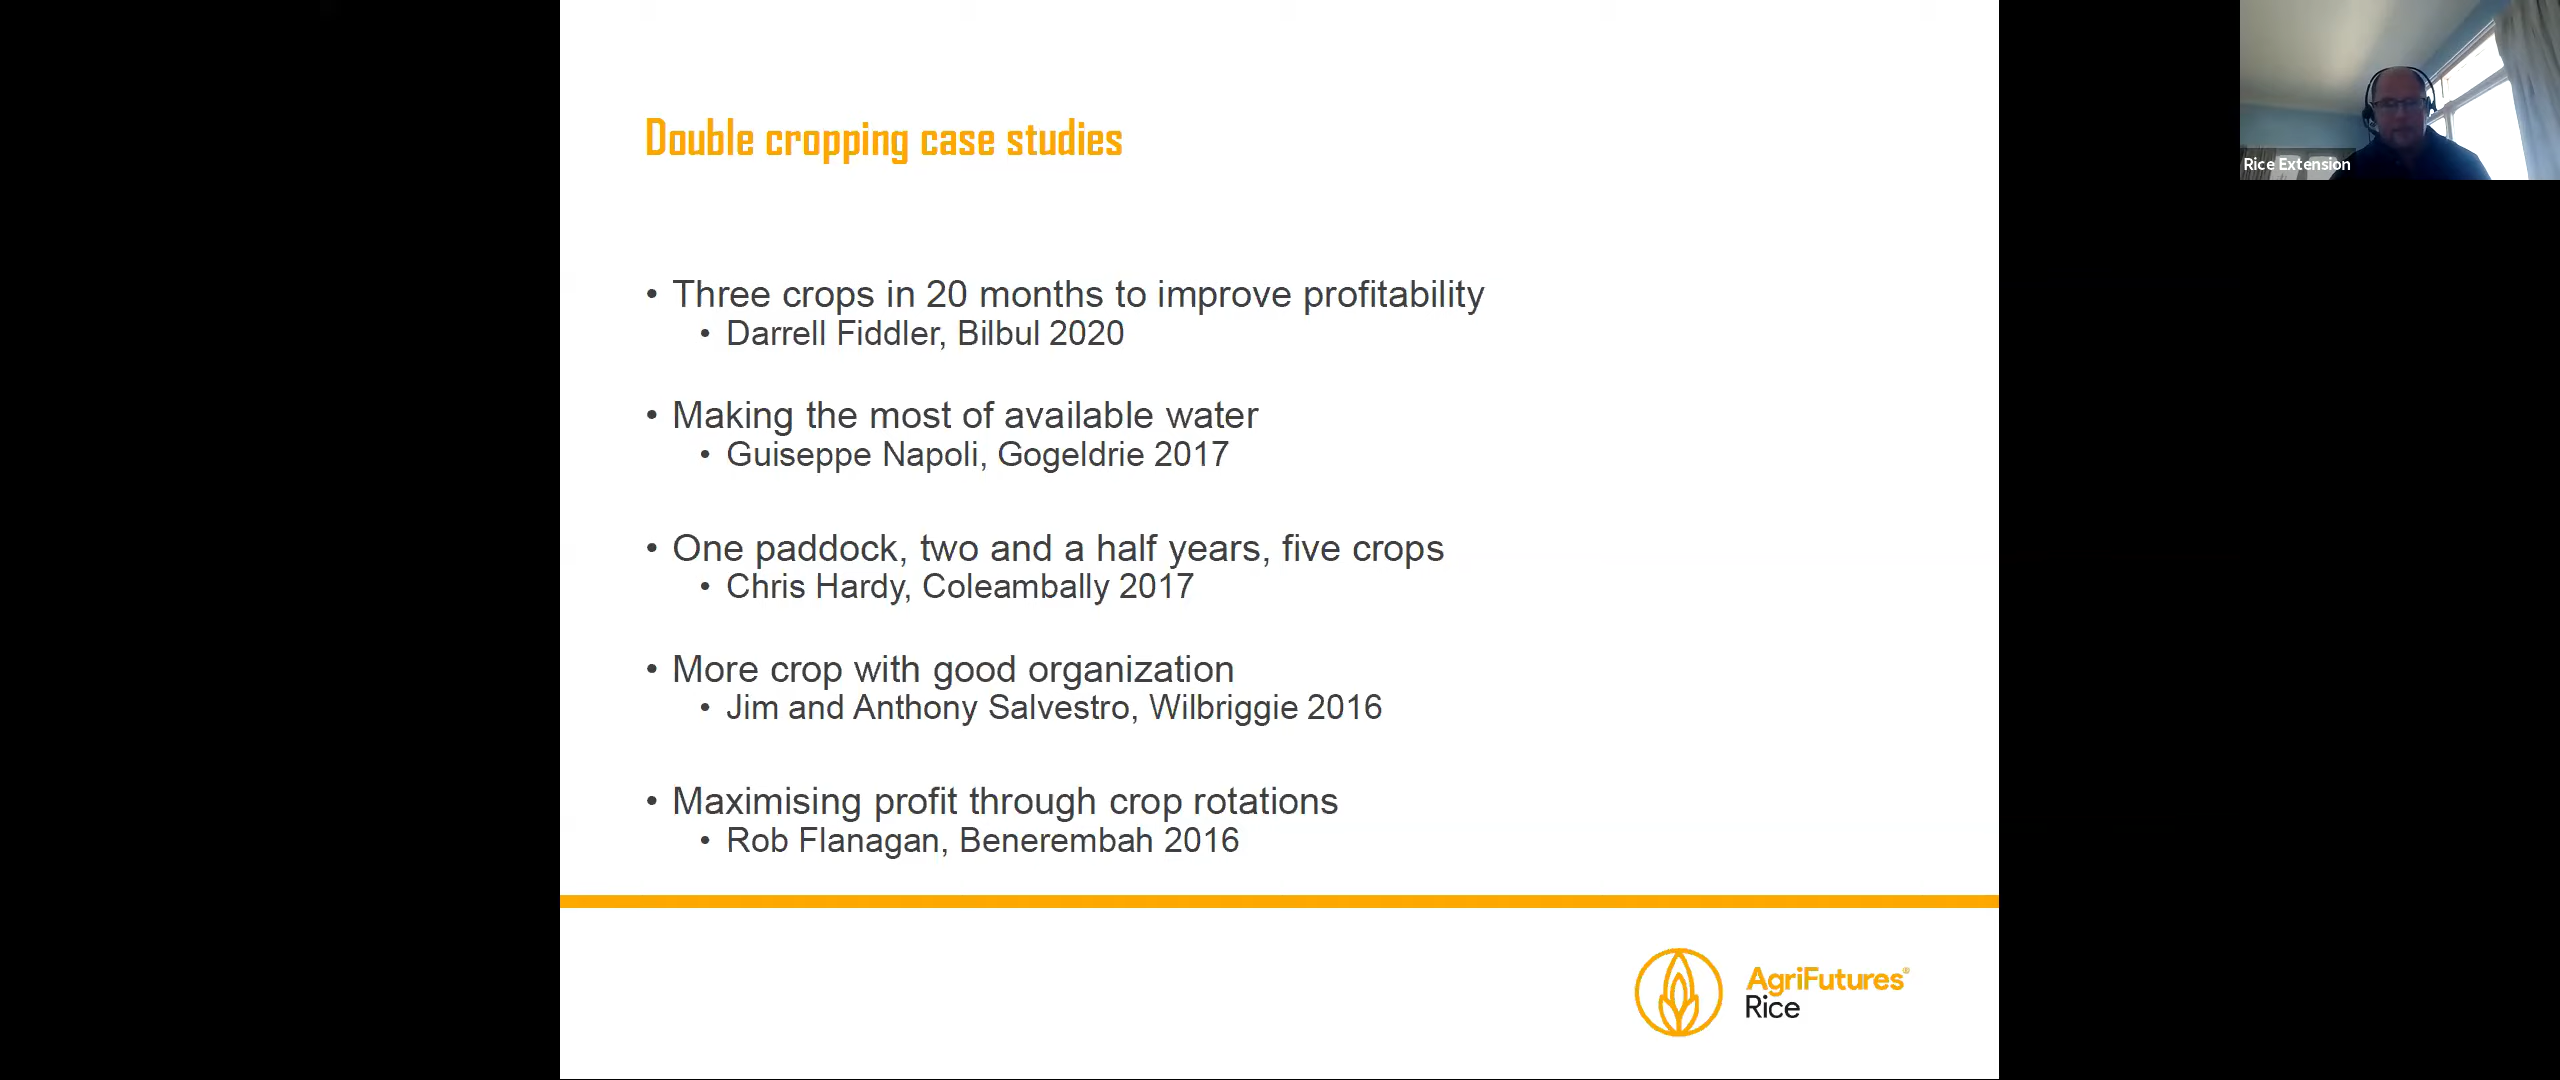 Double cropping case studies
• Three crops in 20 months to improve profitability
• Darrell Fiddler, Bilbul 2020
• Making the most of available water
• Guiseppe Napoli, Gogeldrie 2017
• One paddock, two and a half years, five crops
• Chris Hardy, Coleambally 2017
• More crop with good organization
• Jim and Anthony Salvestro, Wilbriggie 2016
• Maximising profit through crop rotations
• Rob Flanagan, Benerembah 2016
AgriFutures®
Rice
Rice Extension